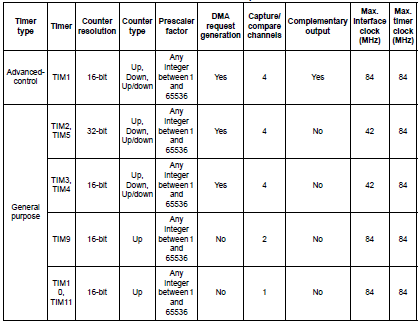 Timer type | Timer | Counter resolution | Counter type | Prescaler factor | DMA request generation | Capture/ compare channels | Complementary output | Max. interface clock (MHz) | Max. timer clock (MHz)
Advanced-control | TIM1 | 16-bit | Up, Down, Up/down | Any integer between 1 and 65536 | Yes | 4 | Yes | 84 | 84
General purpose | TIM2, TIM5 | 32-bit | Up, Down, Up/down | Any integer between 1 and 65536 | Yes | 4 | No | 42 | 84
TIM3, TIM4 | 16-bit | Up, Down, Up/down | Any integer between 1 and 65536 | Yes | 4 | No | 42 | 84
TIM9 | 16-bit | Up | Any integer between 1 and 65536 | No | 2 | No | 84 | 84
TIM10, TIM11 | 16-bit | Up | Any integer between 1 and 65536 | No | 1 | No | 84 | 84